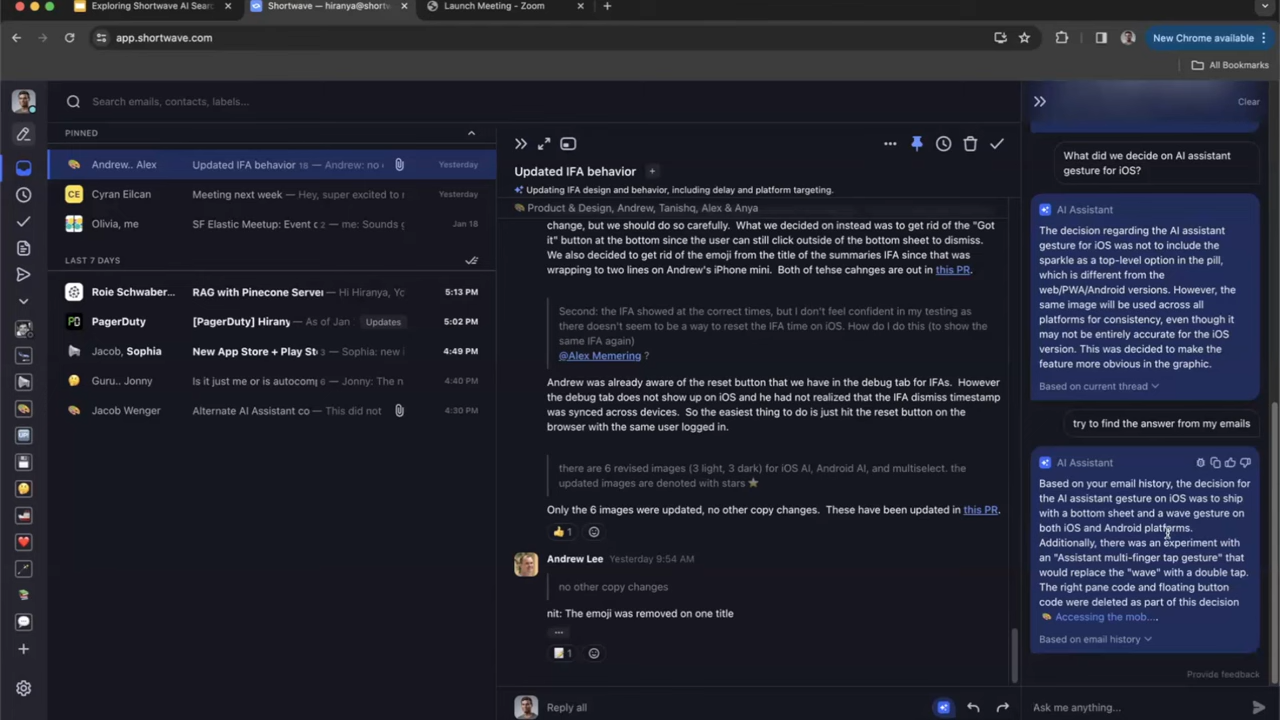 Exploring Shortwave AI Sear
Shortwave — hiranya@shortw
Launch Meeting - Zoom
app.shortwave.com
New Chrome available
All Bookmarks
Search emails, contacts, labels...
Clear
PINNED
Andrew.. Alex Updated IFA behavior 18 — Andrew: no Yesterday
CE Cyran Eilcan Meeting next week — Hey, super excited to Yesterday
Olivia, me SF Elastic Meetup: Event c 2 — me: Sounds Jan 18
LAST 7 DAYS
Roie Schwaber... RAG with Pinecone Server — Hi Hiranya, Yo 5:13 PM
PD PagerDuty [PagerDuty] Hirany — As of Jan Updates 5:02 PM
Jacob, Sophia New App Store + Play St 3 — Sophia: new 4:49 PM
Guru.. Jonny Is it just me or is autocomp 6 — Jonny: The n 4:40 PM
Jacob Wenger Alternate AI Assistant co — This did not 4:30 PM
Updated IFA behavior
Updating IFA design and behavior, including delay and platform targeting.
Product & Design, Andrew, Tanishq, Alex & Anya
change, but we should do so carefully. What we decided on instead was to get rid of the "Got
it" button at the bottom since the user can still click outside of the bottom sheet to dismiss.
We also decided to get rid of the emoji from the title of the summaries IFA since that was
wrapping to two lines on Andrew's iPhone mini. Both of tehse cahnges are out in this PR.
Second: the IFA showed at the correct times, but I don't feel confident in my testing as
there doesn't seem to be a way to reset the IFA time on iOS. How do I do this (to show the
same IFA again)
@Alex Memering ?
Andrew was already aware of the reset button that we have in the debug tab for IFAs. However
the debug tab does not show up on iOS and he had not realized that the IFA dismiss timestamp
was synced across devices. So the easiest thing to do is just hit the reset button on the
browser with the same user logged in.
there are 6 revised images (3 light, 3 dark) for iOS AI, Android AI, and multiselect. the
updated images are denoted with stars ⭐
Only the 6 images were updated, no other copy changes. These have been updated in this PR.
👍 1
Andrew Lee Yesterday 9:54 AM
no other copy changes
nit: The emoji was removed on one title
...
📝 1
Reply all
What did we decide on AI assistant
gesture for iOS?
AI Assistant
The decision regarding the AI assistant
gesture for iOS was not to include the
sparkle as a top-level option in the pill,
which is different from the
web/PWA/Android versions. However, the
same image will be used across all
platforms for consistency, even though it
may not be entirely accurate for the iOS
version. This was decided to make the
feature more obvious in the graphic.
Based on current thread
try to find the answer from my emails
AI Assistant
Based on your email history, the decision for
the AI assistant gesture on iOS was to ship
with a bottom sheet and a wave gesture on
both iOS and Android platforms.
Additionally, there was an experiment with
an "Assistant multi-finger tap gesture" that
would replace the "wave" with a double tap.
The right pane code and floating button
code were deleted as part of this decision
Accessing the mob....
Based on email history
Provide feedback
Ask me anything...